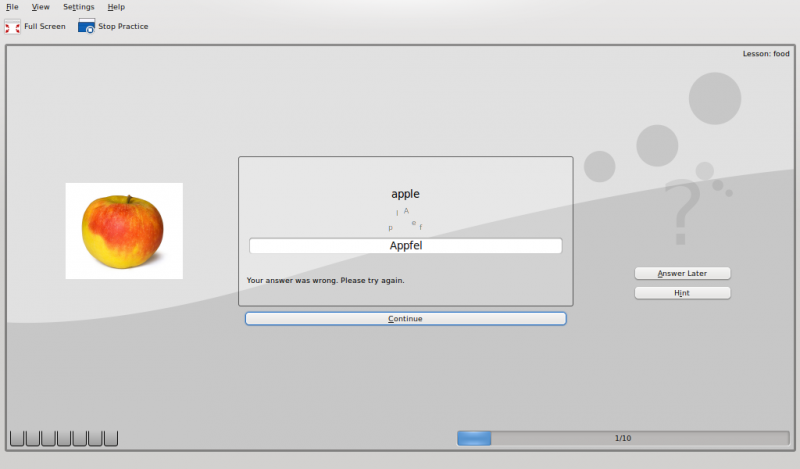 File View Settings Help
Full Screen Stop Practice
Lesson: food
apple
l A
p e f
Appfel
Your answer was wrong. Please try again.
Answer Later
Hint
Continue
1/10
?